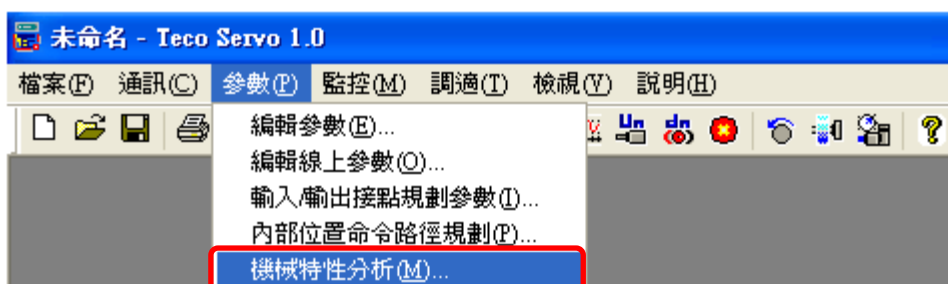 未命名 - Teco Servo 1.0
檔案(F) 通訊(C) 參數(P) 監控(M) 調適(T) 檢視(V) 說明(H)
編輯參數(E)...
編輯線上參數(O)...
輸入/輸出接點規劃參數(I)...
內部位置命令路徑規劃(P)...
機械特性分析(M)...
Un
dn